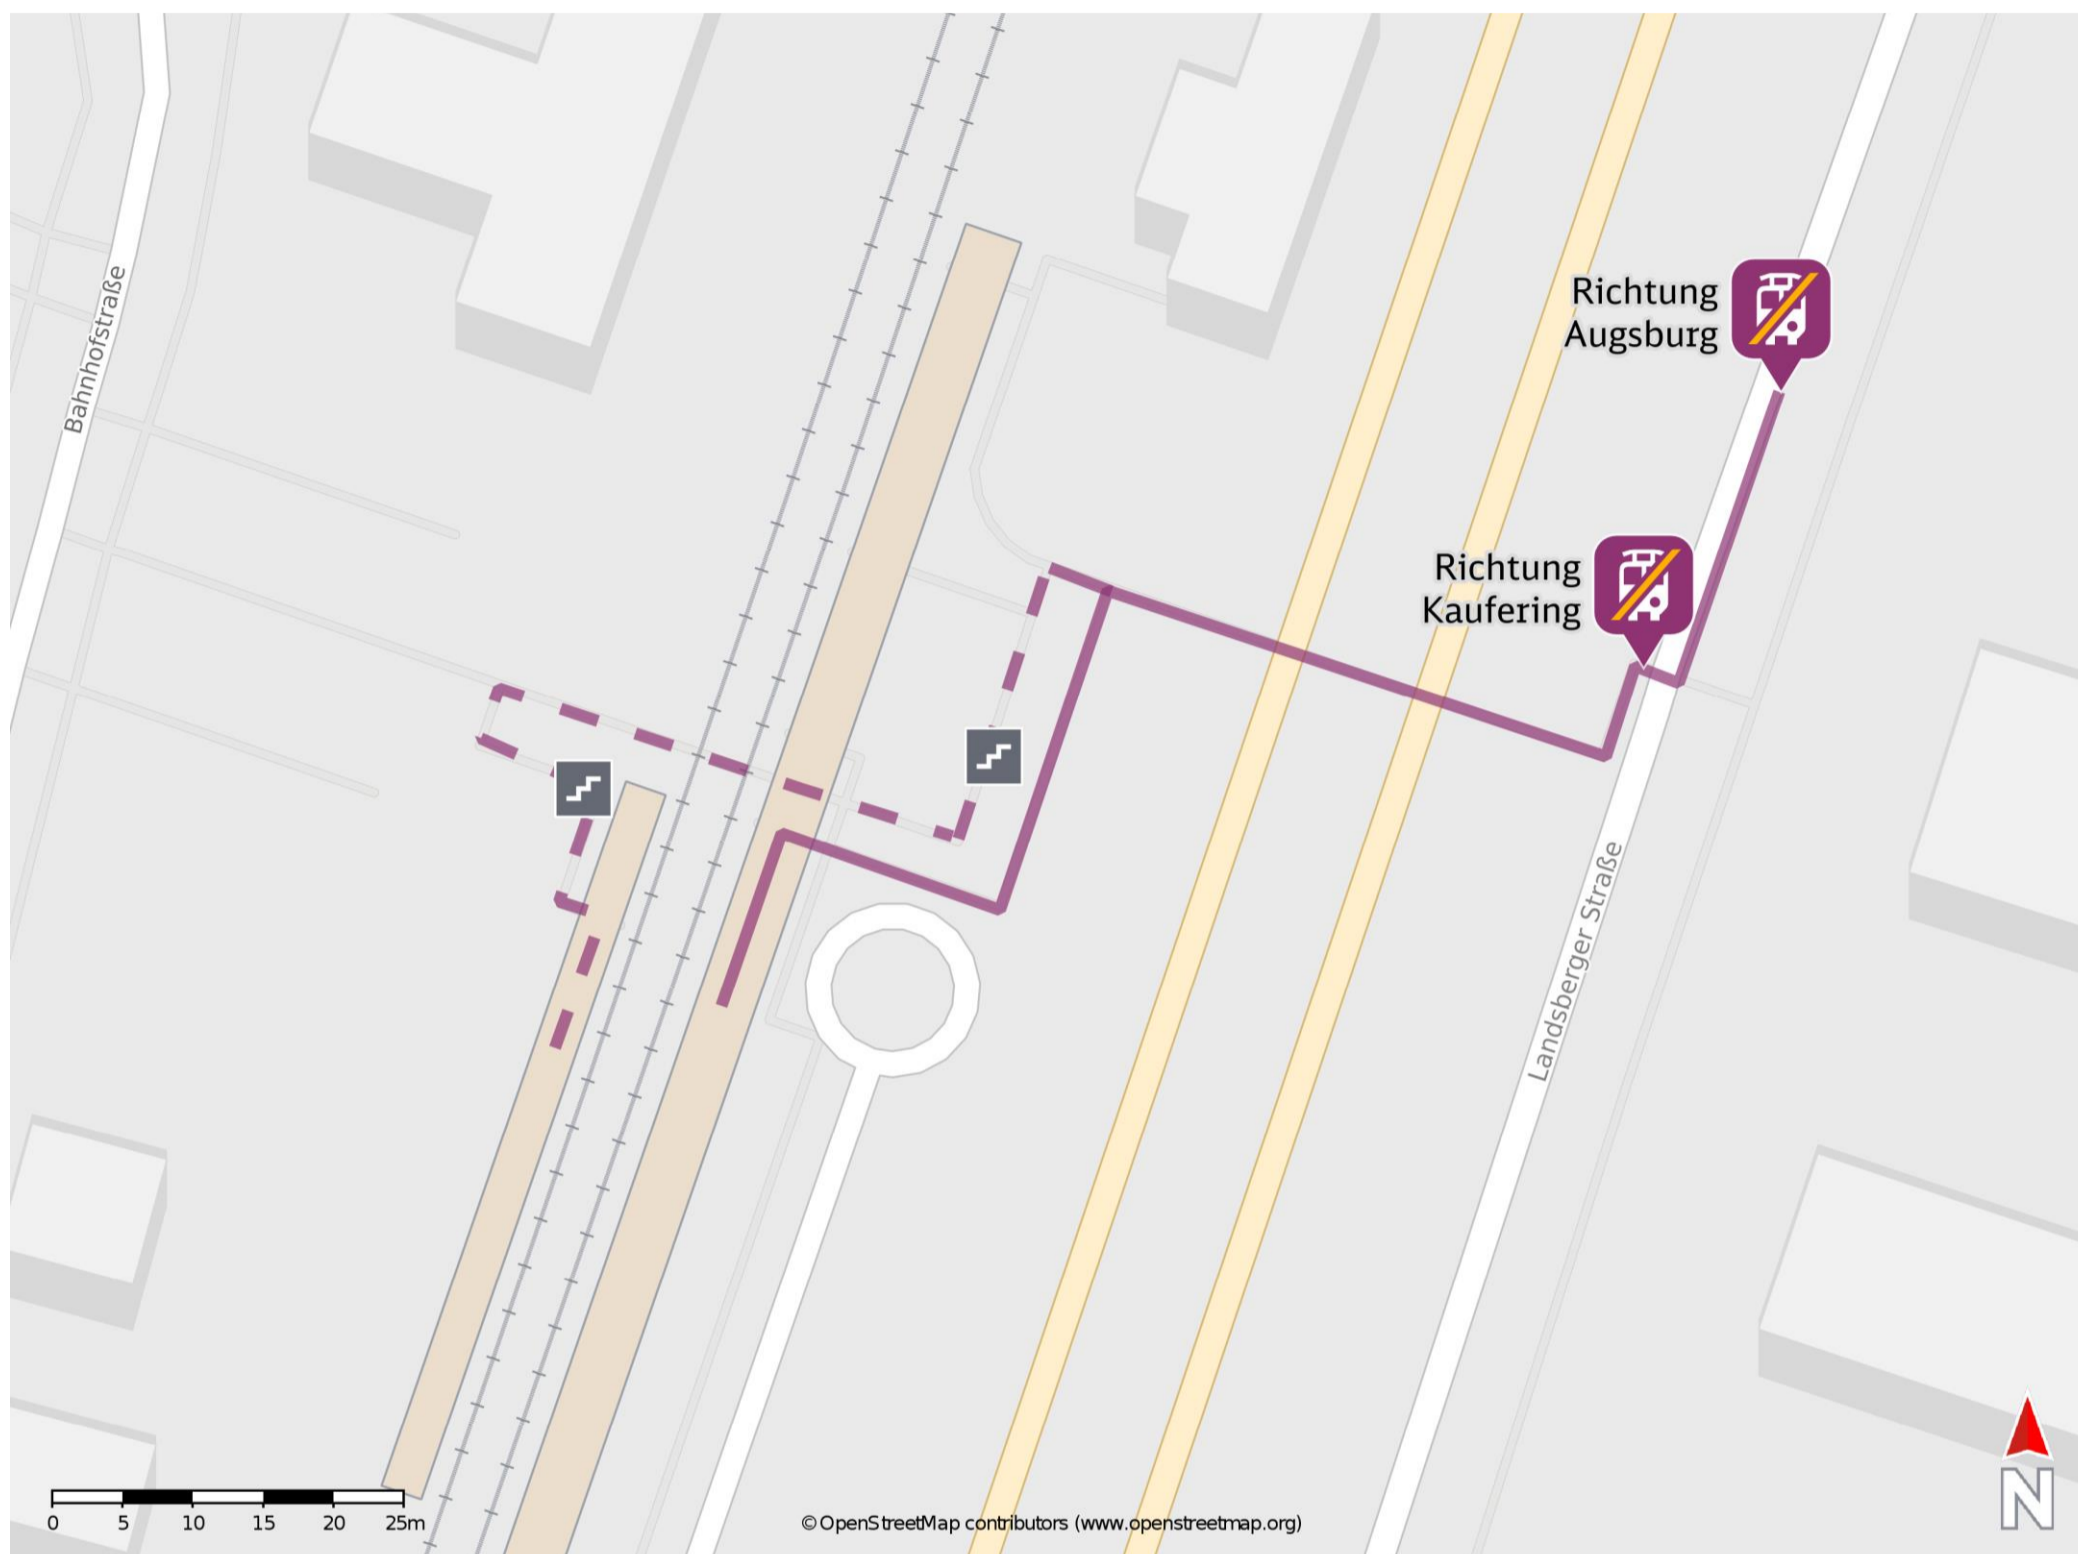 Bahnhofstraße
Richtung
Augsburg
Richtung
Kaufering
Landsberger Straße
0 5 10 15 20 25m
© OpenStreetMap contributors (www.openstreetmap.org)
N